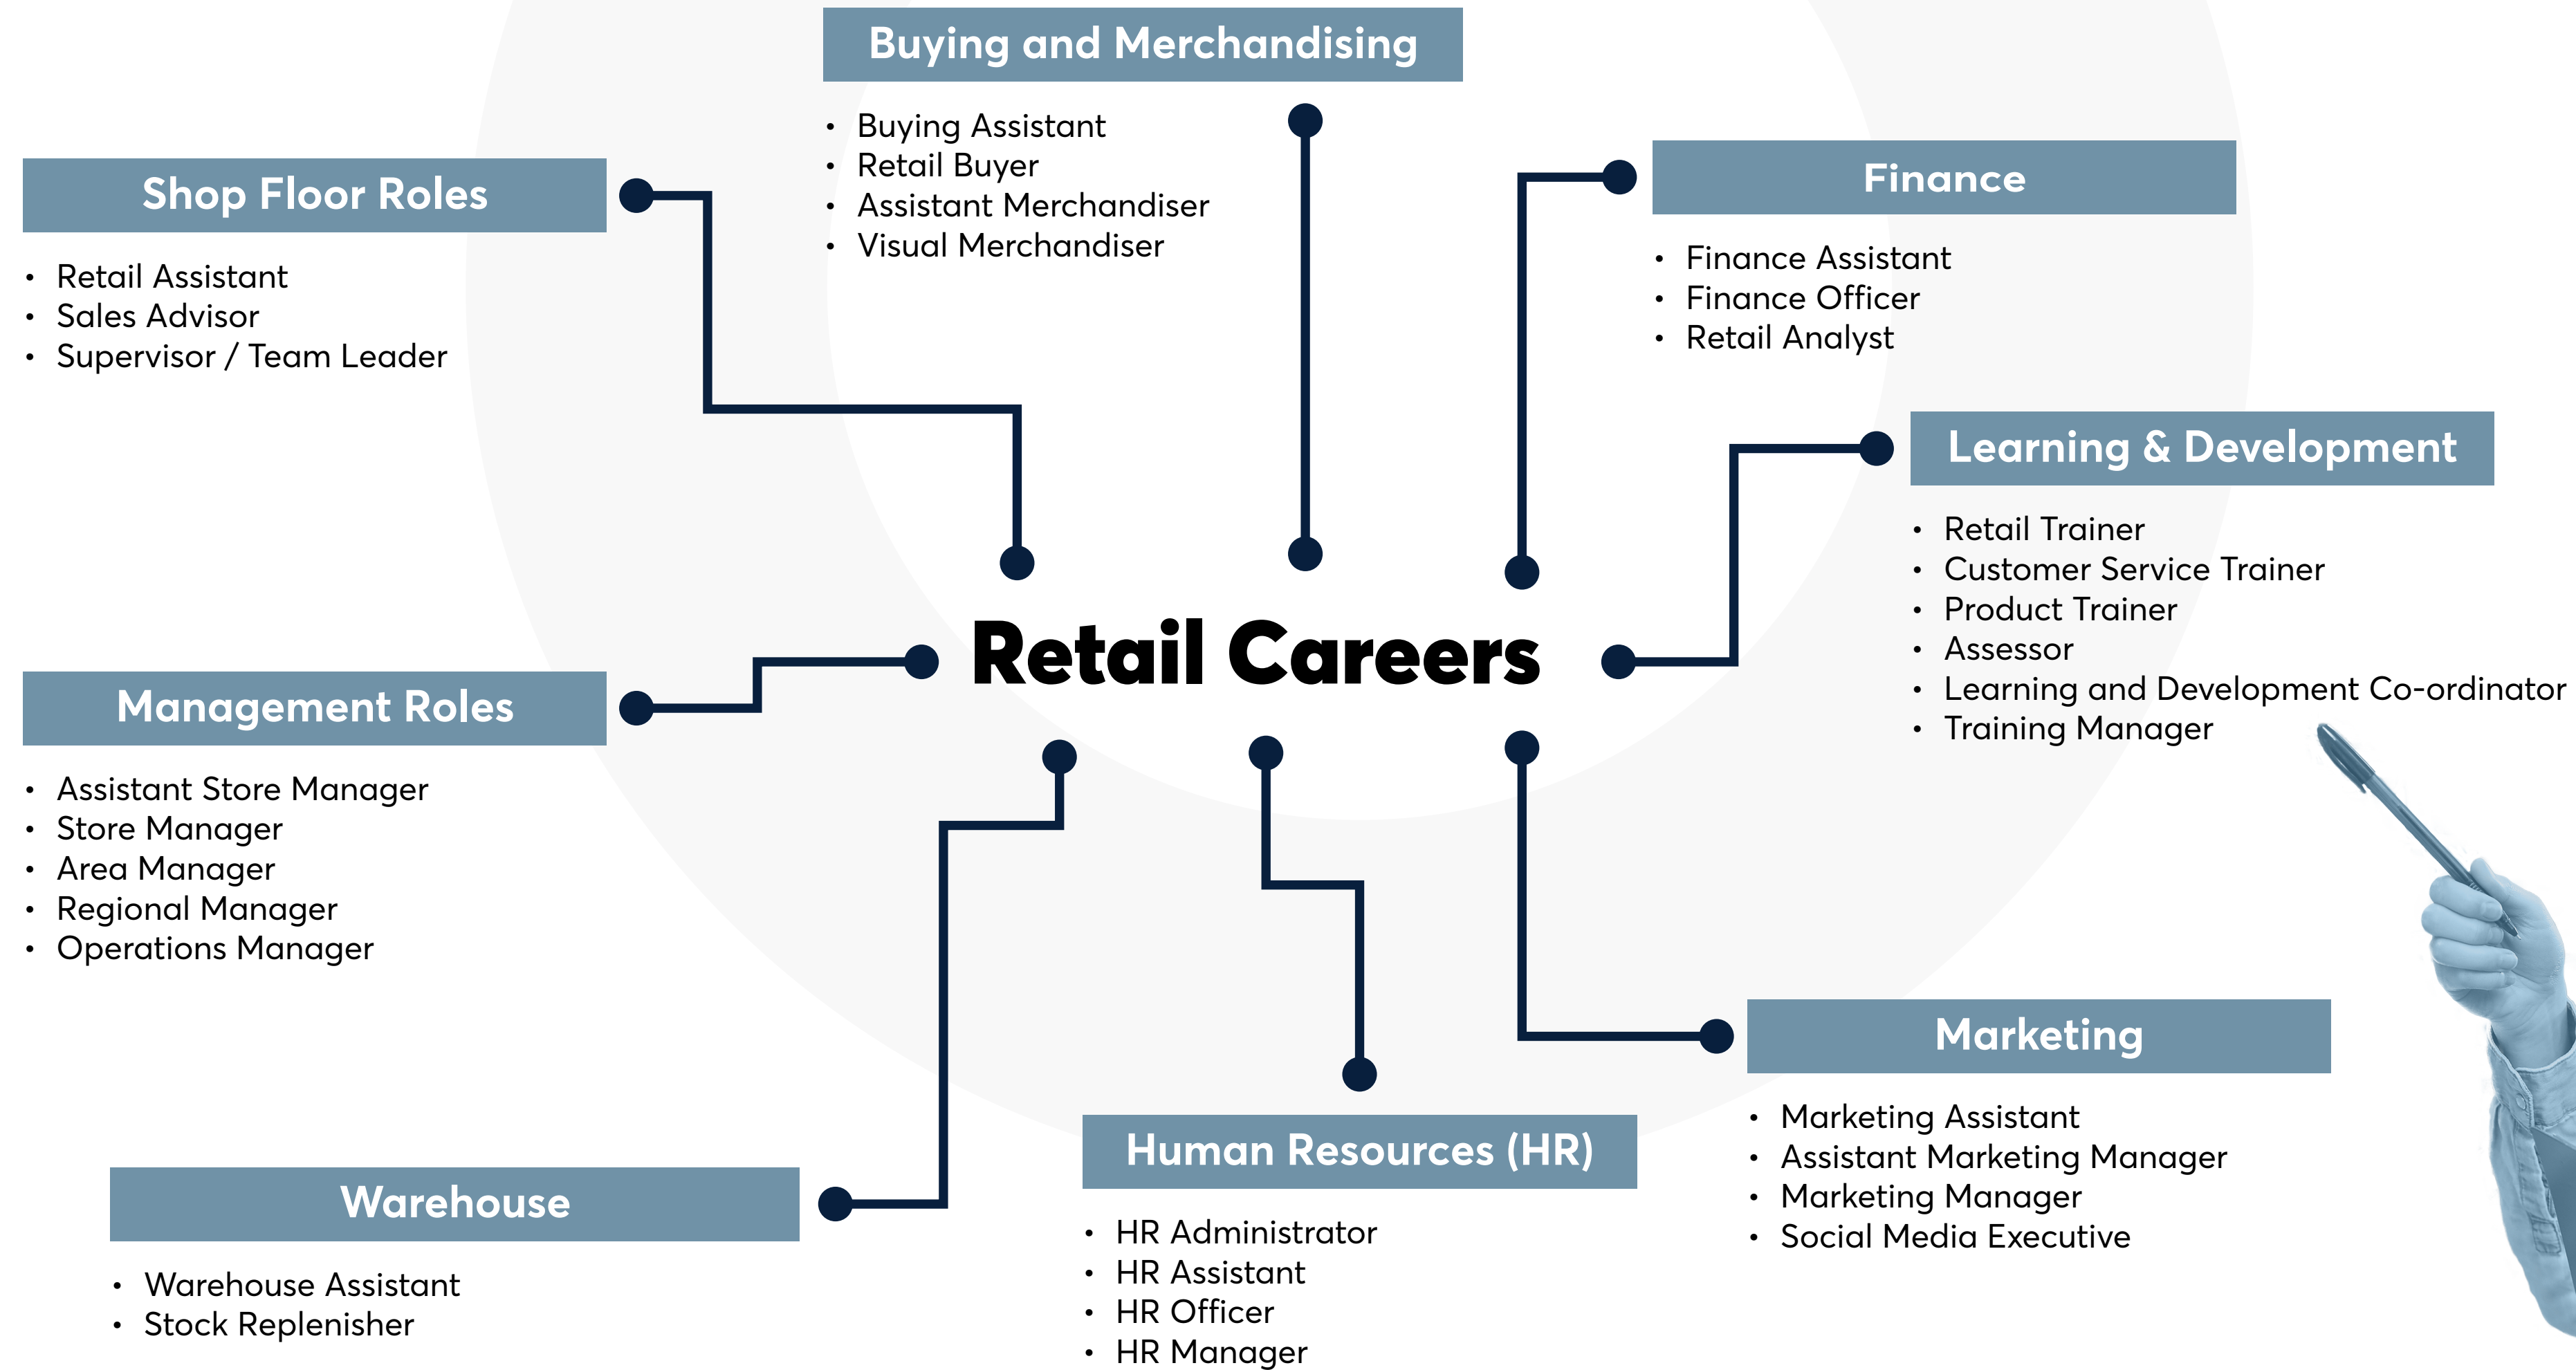 Buying and Merchandising
• Buying Assistant
• Retail Buyer
• Assistant Merchandiser
• Visual Merchandiser
Shop Floor Roles
• Retail Assistant
• Sales Advisor
• Supervisor / Team Leader
Finance
• Finance Assistant
• Finance Officer
• Retail Analyst
Learning & Development
• Retail Trainer
• Customer Service Trainer
• Product Trainer
• Assessor
• Learning and Development Co-ordinator
• Training Manager
Retail Careers
Management Roles
• Assistant Store Manager
• Store Manager
• Area Manager
• Regional Manager
• Operations Manager
Marketing
• Marketing Assistant
• Assistant Marketing Manager
• Marketing Manager
• Social Media Executive
Human Resources (HR)
• HR Administrator
• HR Assistant
• HR Officer
• HR Manager
Warehouse
• Warehouse Assistant
• Stock Replenisher